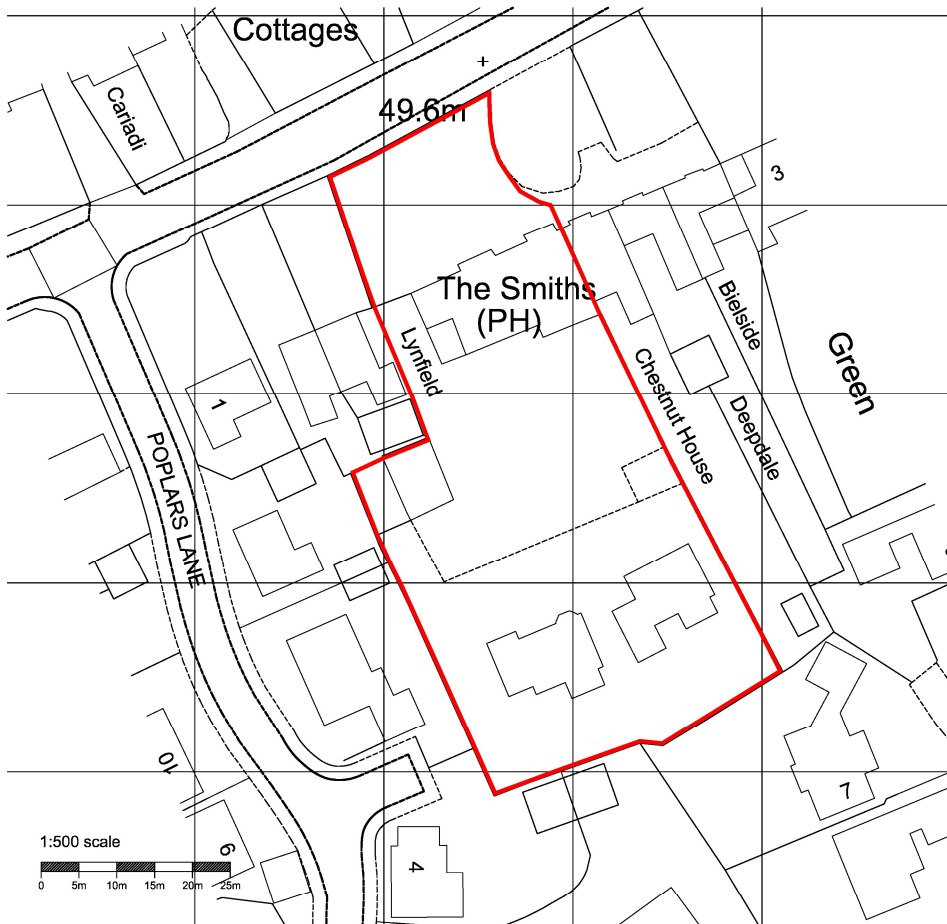 Cottages
49.6m
Cariadi
3
The Smiths
(PH)
Lynfield
Bielside
Green
Chestnut House
Deepdale
1
POPLARS LANE
10
7
9
4
1:500 scale
0 5m 10m 15m 20m 25m